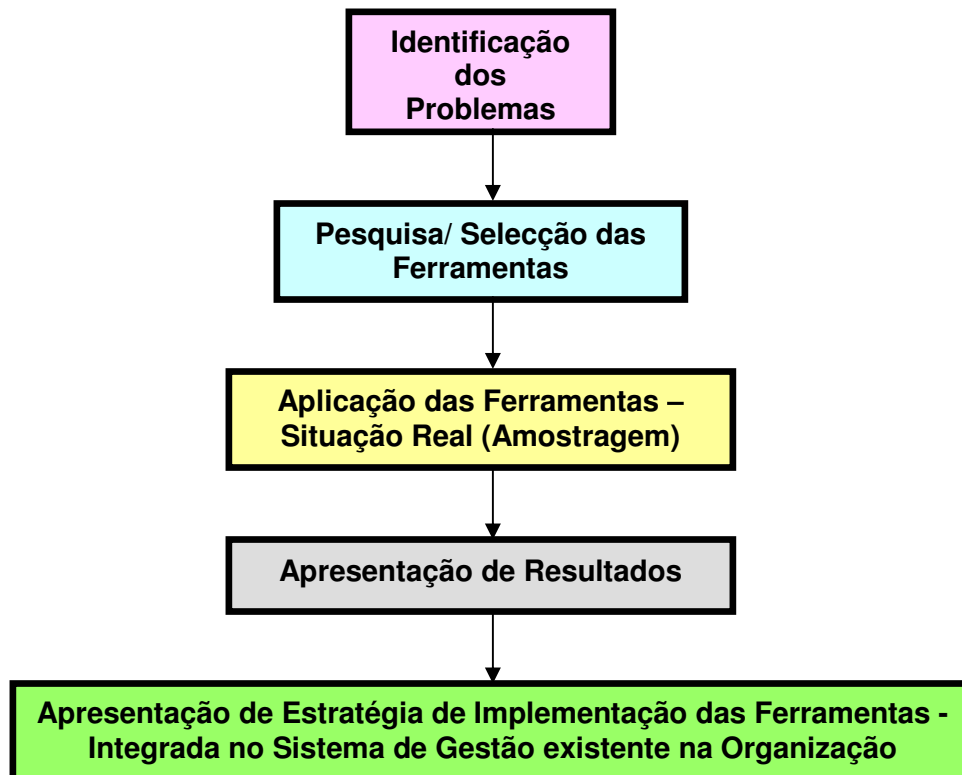 Identificação
dos
Problemas
Pesquisa/ Selecção das
Ferramentas
Aplicação das Ferramentas –
Situação Real (Amostragem)
Apresentação de Resultados
Apresentação de Estratégia de Implementação das Ferramentas -
Integrada no Sistema de Gestão existente na Organização